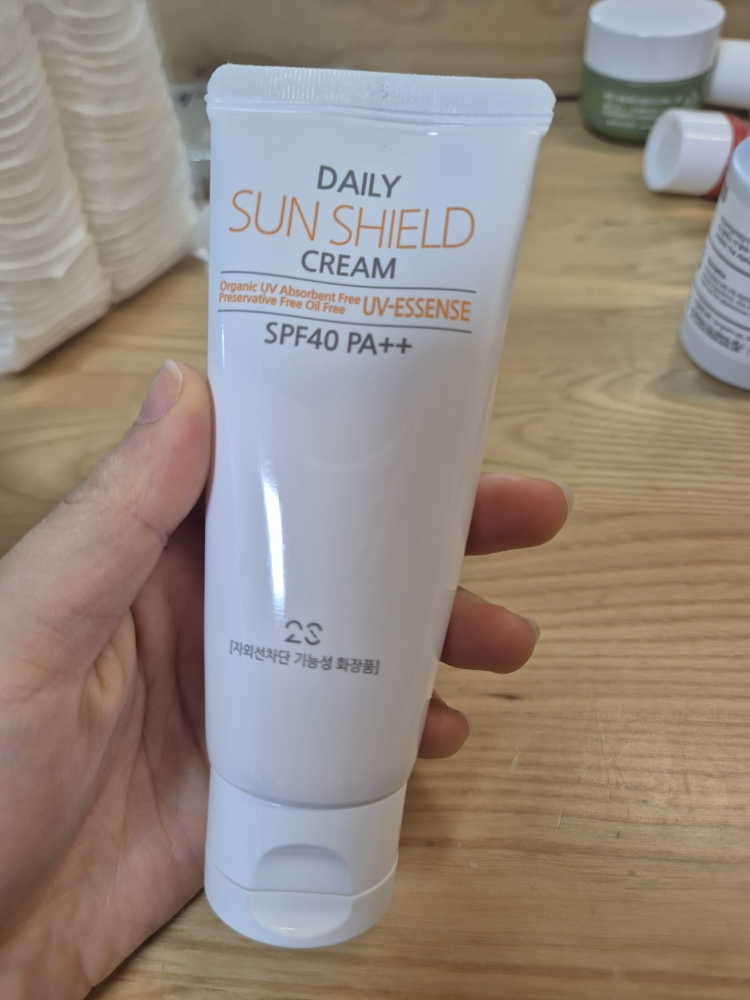 DAILY
SUN SHIELD
CREAM
Organic UV Absorbent Free
Preservative Free Oil Free
UV-ESSENSE
SPF40 PA++
2S
[자외선차단 기능성 화장품]